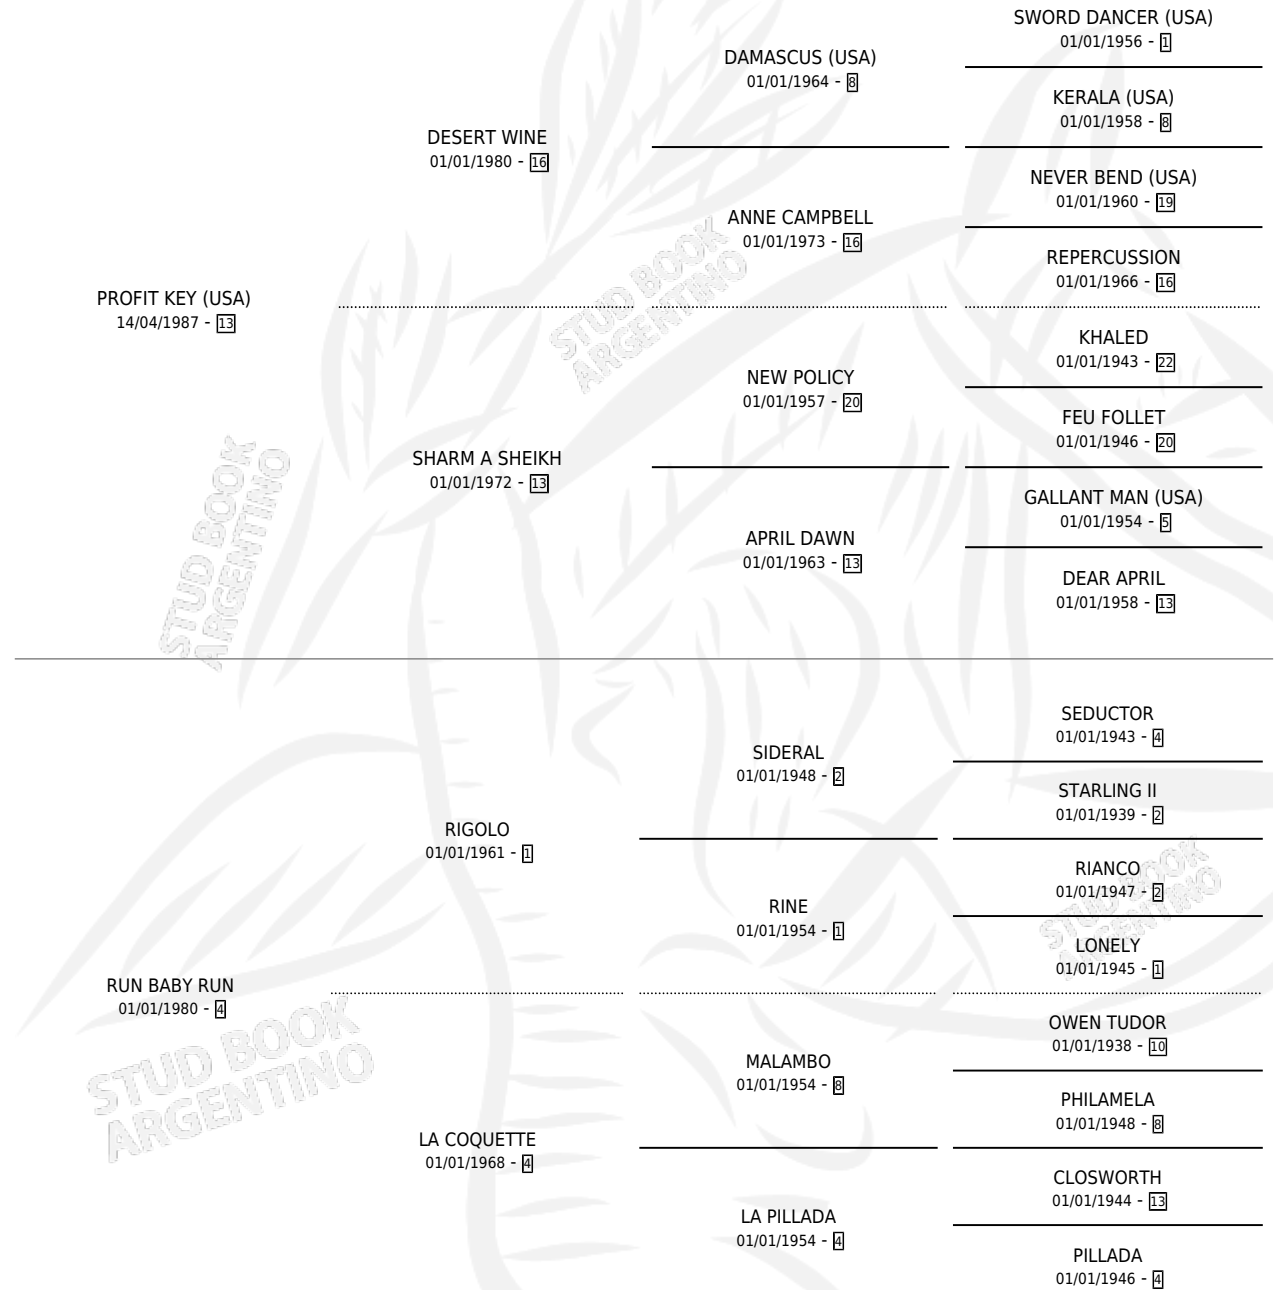 SWORD DANCER (USA)
01/01/1956 - 1
DAMASCUS (USA)
01/01/1964 - 8
KERALA (USA)
01/01/1958 - 8
DESERT WINE
01/01/1980 - 16
NEVER BEND (USA)
01/01/1960 - 19
ANNE CAMPBELL
01/01/1973 - 16
REPERCUSSION
01/01/1966 - 16
PROFIT KEY (USA)
14/04/1987 - 13
KHALED
01/01/1943 - 22
NEW POLICY
01/01/1957 - 20
FEU FOLLET
01/01/1946 - 20
SHARM A SHEIKH
01/01/1972 - 13
GALLANT MAN (USA)
01/01/1954 - 5
APRIL DAWN
01/01/1963 - 13
DEAR APRIL
01/01/1958 - 13
STUD BOOK
ARGENTINO
STUD BOOK
ARGENTINO
SEDUCTOR
01/01/1943 - 4
SIDERAL
01/01/1948 - 2
STARLING II
01/01/1939 - 2
RIGOLO
01/01/1961 - 1
RIANCO
01/01/1947 - 2
RINE
01/01/1954 - 1
LONELY
01/01/1945 - 1
RUN BABY RUN
01/01/1980 - 4
OWEN TUDOR
01/01/1938 - 10
MALAMBO
01/01/1954 - 8
PHILAMELA
01/01/1948 - 8
LA COQUETTE
01/01/1968 - 4
CLOSWORTH
01/01/1944 - 13
LA PILLADA
01/01/1954 - 4
PILLADA
01/01/1946 - 4
STUD BOOK
ARGENTINO
STUD BOOK
ARGENTINO